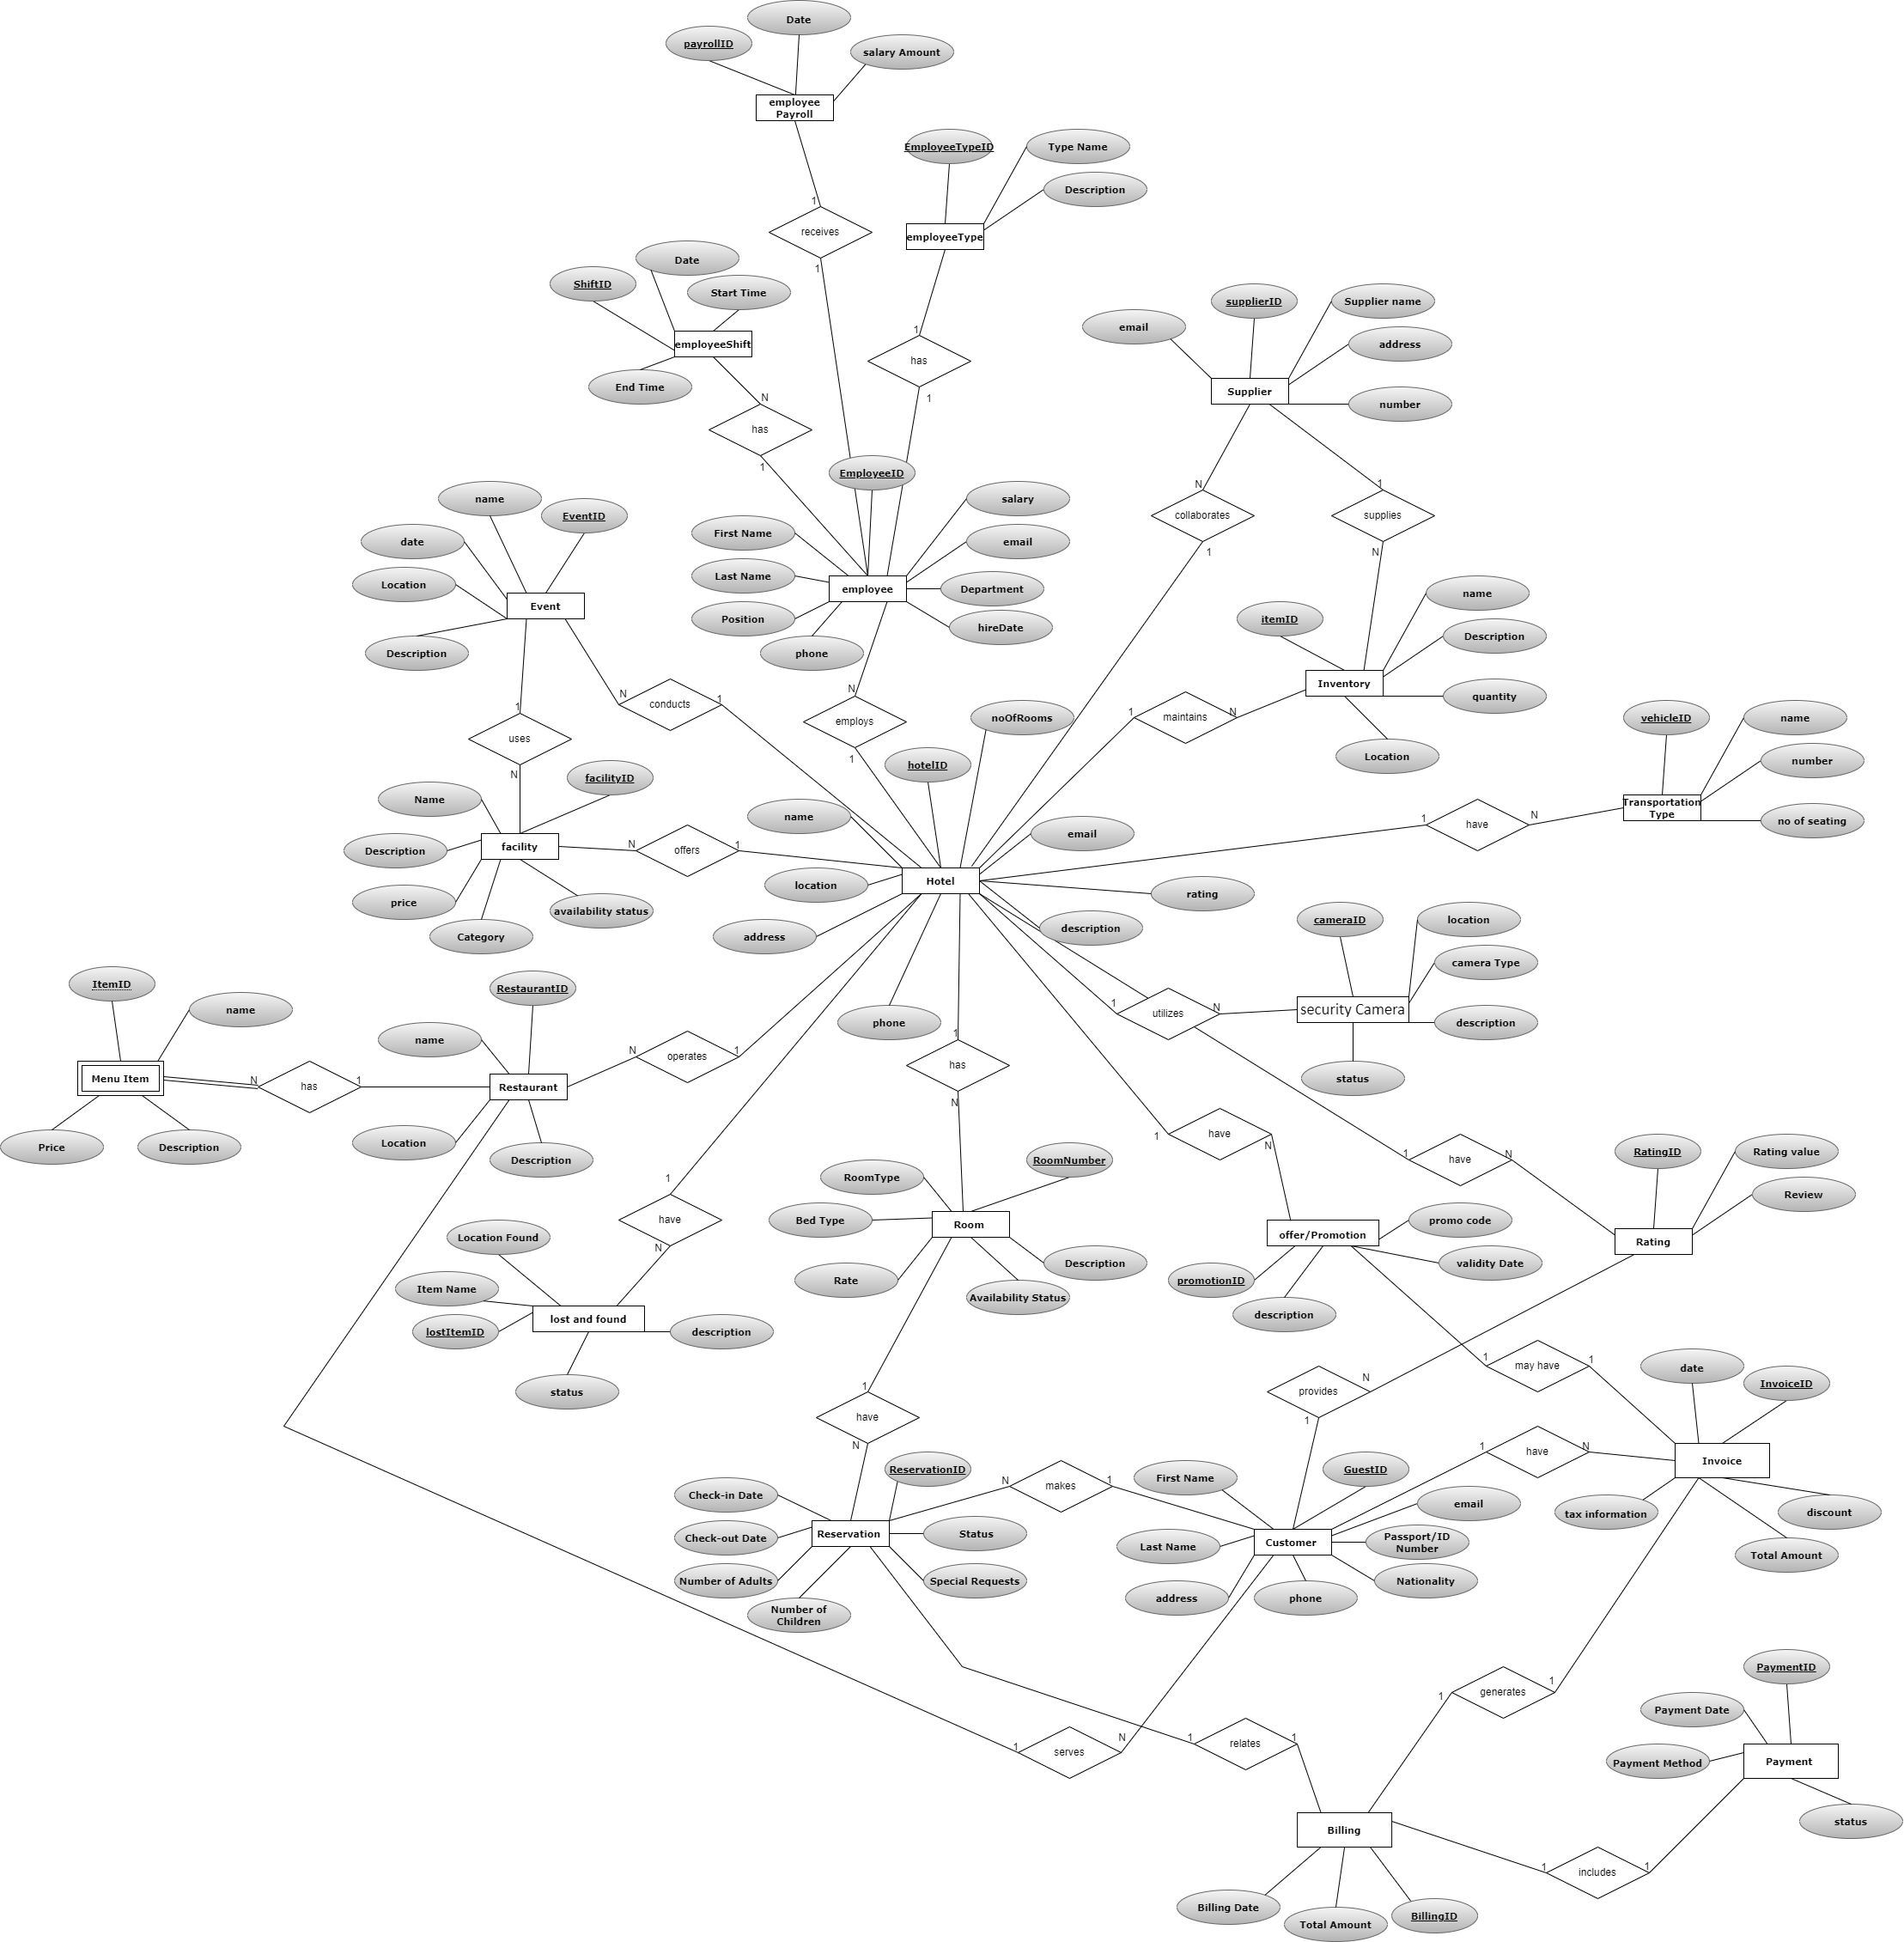 Date
payrollID
salary Amount
employee
Payroll
EmployeeTypeID
Type Name
Description
1
receives
1
employeeType
Date
ShiftID
Start Time
employeeShift
End Time
1
has
1
N
has
1
supplierID
Supplier name
email
address
Supplier
number
EmployeeID
name
EventID
date
Location
Event
Description
First Name
salary
email
Last Name
employee
Department
Position
hireDate
phone
N
collaborates
1
1
supplies
N
name
itemID
Description
Inventory
quantity
Location
N
conducts
1
N
employs
1
1
maintains
N
1
uses
N
noOfRooms
hotelID
vehicleID
name
number
Transportation
Type
no of seating
1
have
N
facilityID
Name
Description
facility
price
Category
availability status
N
offers
1
name
email
location
Hotel
rating
address
description
phone
cameraID
location
camera Type
security Camera
description
status
1
utilizes
N
ItemID
name
Menu Item
Price
Description
N
has
1
RestaurantID
name
Restaurant
Location
Description
N
operates
1
1
has
N
1
have
N
1
have
N
RatingID
Rating value
Review
Rating
1
have
N
RoomNumber
RoomType
Bed Type
Room
Description
Rate
Availability Status
promo code
offer/Promotion
validity Date
promotionID
description
Location Found
Item Name
lost and found
lostItemID
description
status
1
may have
1
N
provides
1
date
InvoiceID
Invoice
tax information
discount
Total Amount
1
have
N
1
have
N
ReservationID
Check-in Date
Check-out Date
Reservation
Status
Number of Adults
Special Requests
Number of
Children
N
makes
1
First Name
GuestID
email
Last Name
Customer
Passport/ID
Number
address
phone
Nationality
1
generates
1
PaymentID
Payment Date
Payment Method
Payment
status
1
serves
N
1
relates
1
Billing
1
includes
1
Billing Date
Total Amount
BillingID